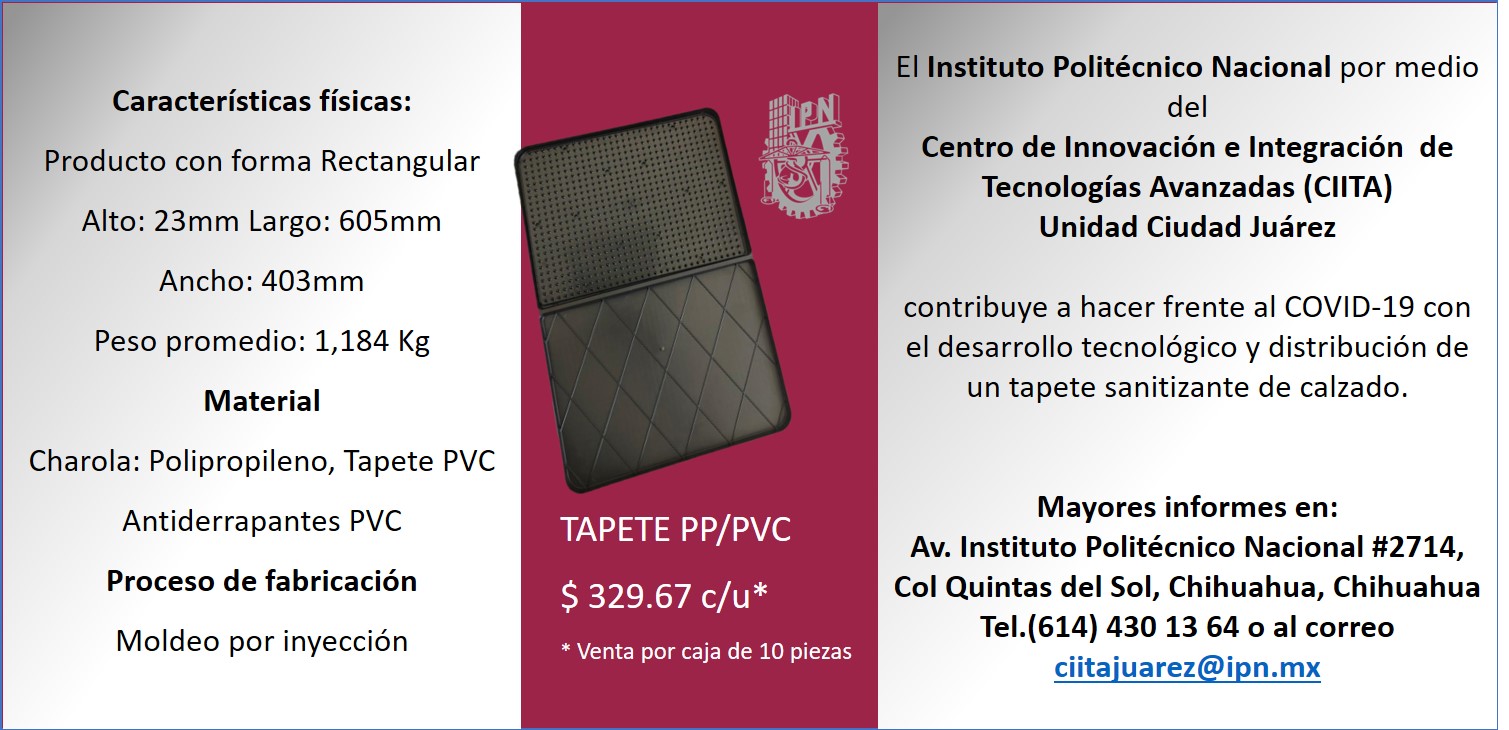 Características físicas:
Producto con forma Rectangular
Alto: 23mm Largo: 605mm
Ancho: 403mm
Peso promedio: 1,184 Kg
Material
Charola: Polipropileno, Tapete PVC
Antiderrapantes PVC
Proceso de fabricación
Moldeo por inyección
IPN
TAPETE PP/PVC
$ 329.67 c/u*
* Venta por caja de 10 piezas
El Instituto Politécnico Nacional por medio
del
Centro de Innovación e Integración de
Tecnologías Avanzadas (CIITA)
Unidad Ciudad Juárez
contribuye a hacer frente al COVID-19 con
el desarrollo tecnológico y distribución de
un tapete sanitizante de calzado.
Mayores informes en:
Av. Instituto Politécnico Nacional #2714,
Col Quintas del Sol, Chihuahua, Chihuahua
Tel.(614) 430 13 64 o al correo
ciitajuarez@ipn.mx